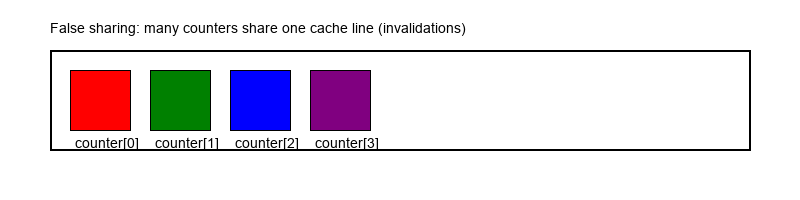 False sharing: many counters share one cache line (invalidations)
counter[0] counter[1] counter[2] counter[3]